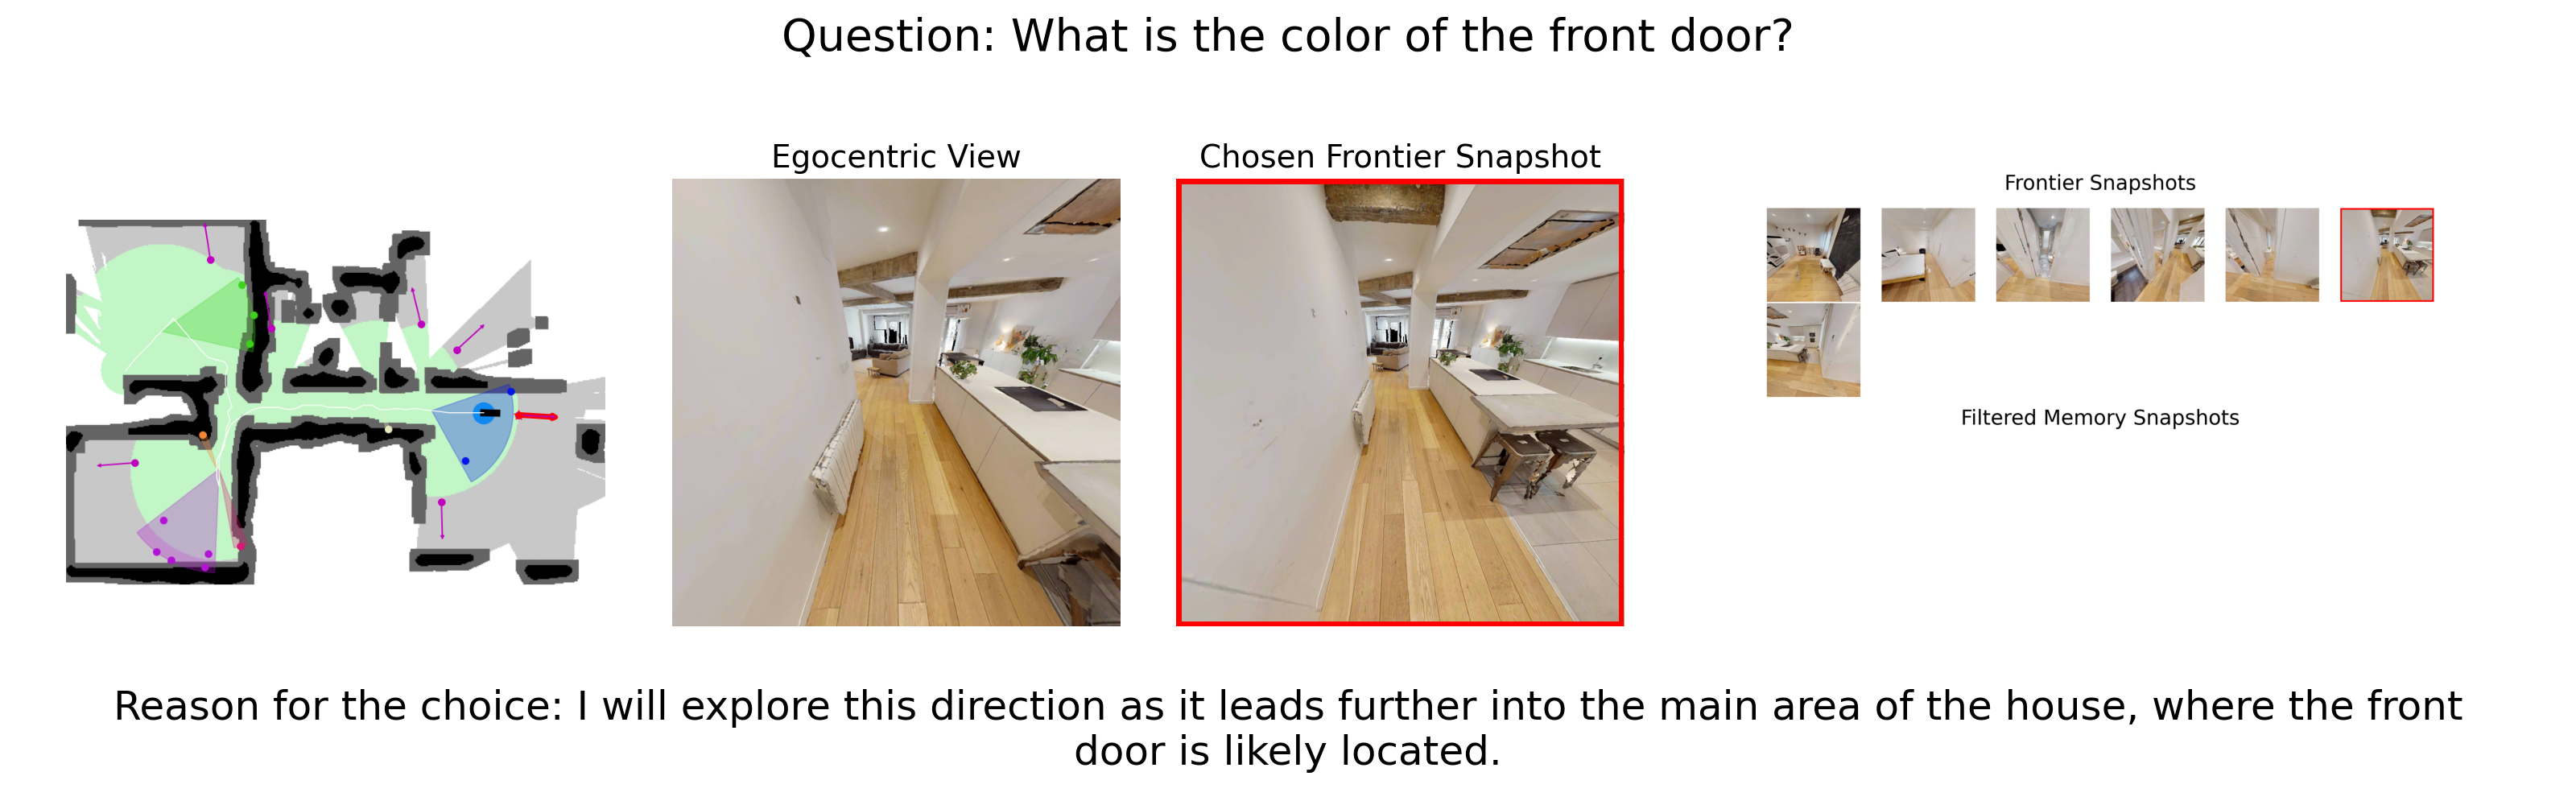 Question: What is the color of the front door?
Egocentric View
Chosen Frontier Snapshot
Frontier Snapshots
Filtered Memory Snapshots
Reason for the choice: I will explore this direction as it leads further into the main area of the house, where the front
door is likely located.